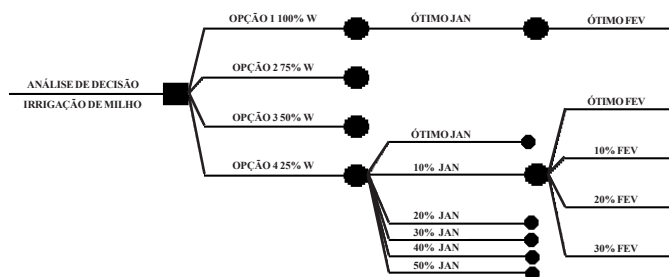 OPÇÃO 1 100% W
ÓTIMO JAN
ÓTIMO FEV
OPÇÃO 2 75% W
ANÁLISE DE DECISÃO
IRRIGAÇÃO DE MILHO
OPÇÃO 3 50% W
OPÇÃO 4 25% W
ÓTIMO JAN
10% JAN
20% JAN
30% JAN
40% JAN
50% JAN
ÓTIMO FEV
10% FEV
20% FEV
30% FEV